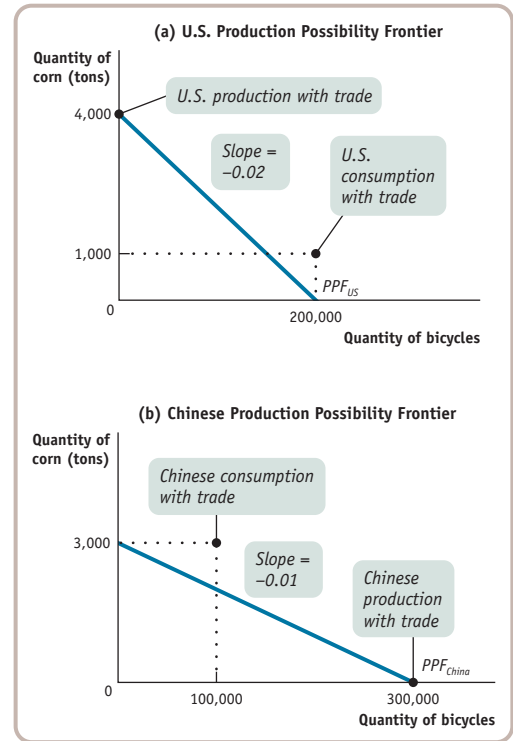 (a) U.S. Production Possibility Frontier
Quantity of
corn (tons)
U.S. production with trade
4,000
Slope =
–0.02
U.S.
consumption
with trade
1,000
PPFUS
0
200,000
Quantity of bicycles
(b) Chinese Production Possibility Frontier
Quantity of
corn (tons)
Chinese consumption
with trade
3,000
Slope =
–0.01
Chinese
production
with trade
PPFChina
0
100,000
300,000
Quantity of bicycles